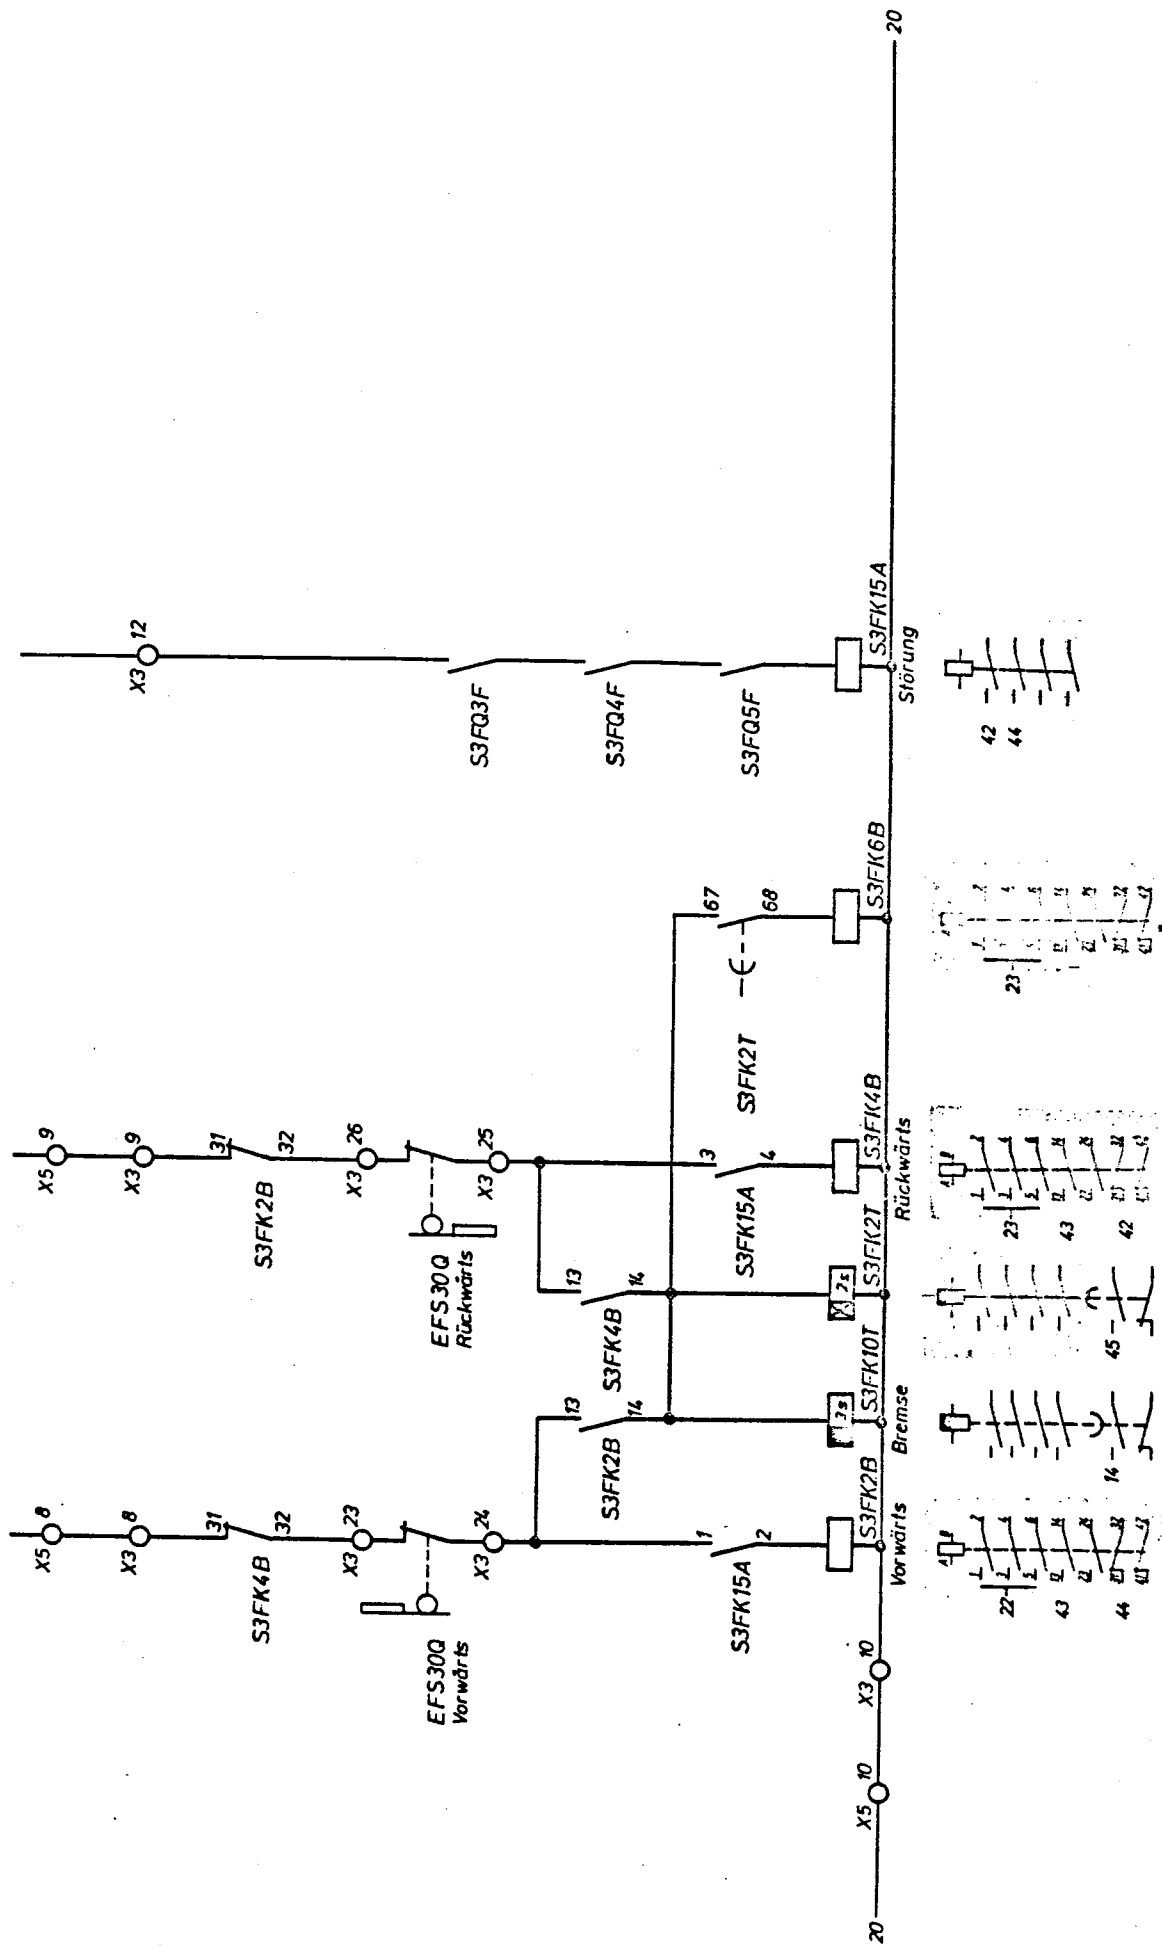 X5 8
X3 8
31
32
S3FK4B
X3 23
EFS30Q
Vorwärts
X3 24
13
14
S3FK2B
1
2
S3FK15A
X5 9
X3 9
31
32
S3FK2B
X3 26
EFS30Q
Rückwärts
X3 25
13
14
S3FK4B
3
4
S3FK15A
67
68
S3FK2T
X3 12
S3FQ3F
S3FQ4F
S3FQ5F
20
X5 10
X3 10
S3FK2B
Vorwärts
2s
S3FK10T
Bremse
2s
S3FK2T
S3FK4B
Rückwärts
S3FK6B
S3FK15A
Störung
20
22
43
44
14
45
23
43
42
23
42
44